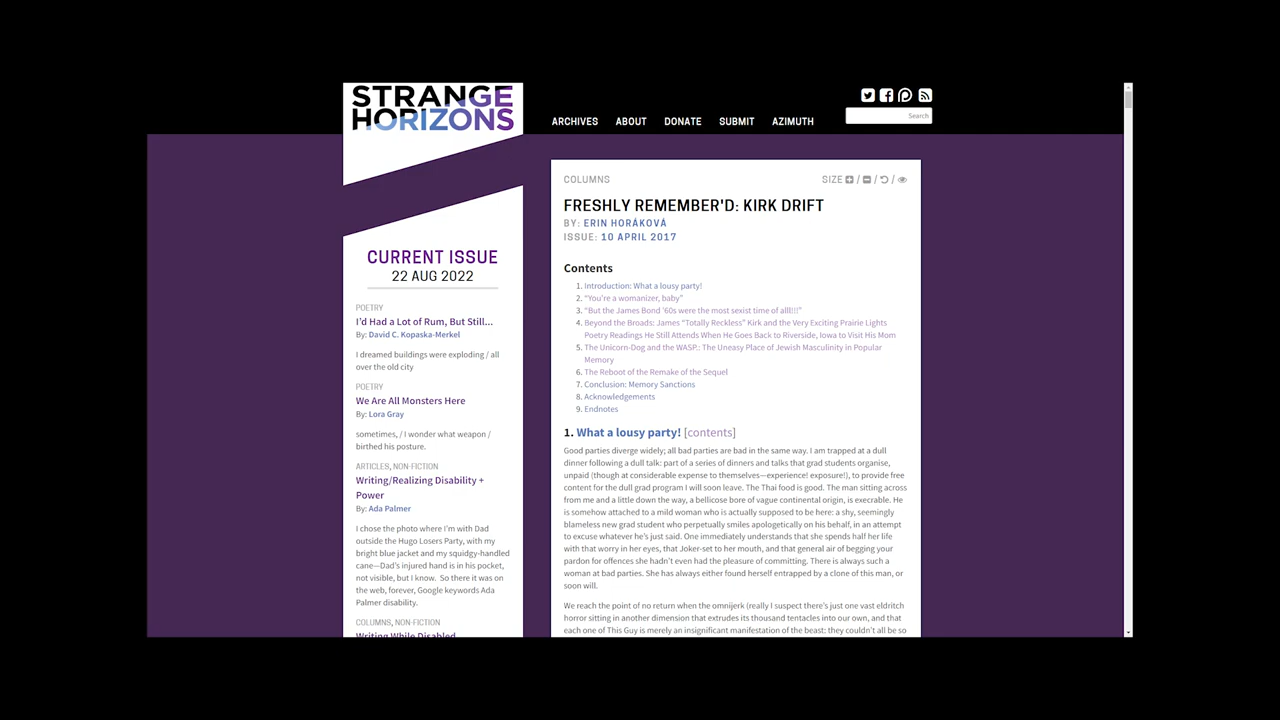 STRANGE
HORIZONS
ARCHIVES ABOUT DONATE SUBMIT AZIMUTH
Search
CURRENT ISSUE
22 AUG 2022
POETRY
I'd Had a Lot of Rum, But Still...
By: David C. Kopaska-Merkel
I dreamed buildings were exploding / all
over the old city
POETRY
We Are All Monsters Here
By: Lora Gray
sometimes, / I wonder what weapon /
birthed his posture.
ARTICLES, NON-FICTION
Writing/Realizing Disability +
Power
By: Ada Palmer
I chose the photo where I'm with Dad
outside the Hugo Losers Party, with my
bright blue jacket and my squidgy-handled
cane—Dad's injured hand is in his pocket,
not visible, but I know.  So there it was on
the web, forever, Google keywords Ada
Palmer disability.
COLUMNS, NON-FICTION
Writing While Disabled
COLUMNS
SIZE / / /
FRESHLY REMEMBER'D: KIRK DRIFT
BY: ERIN HORÁKOVÁ
ISSUE: 10 APRIL 2017
Contents
1. Introduction: What a lousy party!
2. "You're a womanizer, baby"
3. "But the James Bond '60s were the most sexist time of alll!!!"
4. Beyond the Broads: James "Totally Reckless" Kirk and the Very Exciting Prairie Lights
Poetry Readings He Still Attends When He Goes Back to Riverside, Iowa to Visit His Mom
5. The Unicorn-Dog and the WASP.: The Uneasy Place of Jewish Masculinity in Popular
Memory
6. The Reboot of the Remake of the Sequel
7. Conclusion: Memory Sanctions
8. Acknowledgements
9. Endnotes
1. What a lousy party! [contents]
Good parties diverge widely; all bad parties are bad in the same way. I am trapped at a dull
dinner following a dull talk: part of a series of dinners and talks that grad students organise,
unpaid (though at considerable expense to themselves—experience! exposure!), to provide free
content for the dull grad program I will soon leave. The Thai food is good. The man sitting across
from me and a little down the way, a bellicose bore of vague continental origin, is execrable. He
is somehow attached to a mild woman who is actually supposed to be here: a shy, seemingly
blameless new grad student who perpetually smiles apologetically on his behalf, in an attempt
to excuse whatever he's just said. One immediately understands that she spends half her life
with that worry in her eyes, that Joker-set to her mouth, and that general air of begging your
pardon for offences she hadn't even had the pleasure of committing. There is always such a
woman at bad parties. She has always either found herself entrapped by a clone of this man, or
soon will.
We reach the point of no return when the omnijerk (really I suspect there's just one vast eldritch
horror sitting in another dimension that extrudes its thousand tentacles into our own, and that
each one of This Guy is merely an insignificant manifestation of the beast: they couldn't all be so